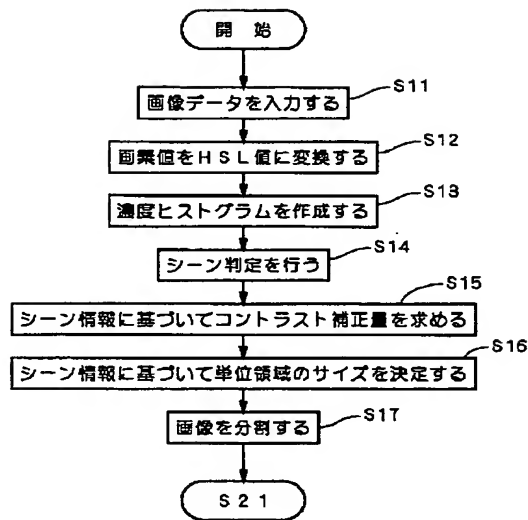 開 始
S11
画像データを入力する
S12
画素値をHSL値に変換する
S13
濃度ヒストグラムを作成する
S14
シーン判定を行う
S15
シーン情報に基づいてコントラスト補正量を求める
S16
シーン情報に基づいて単位領域のサイズを決定する
S17
画像を分割する
S21